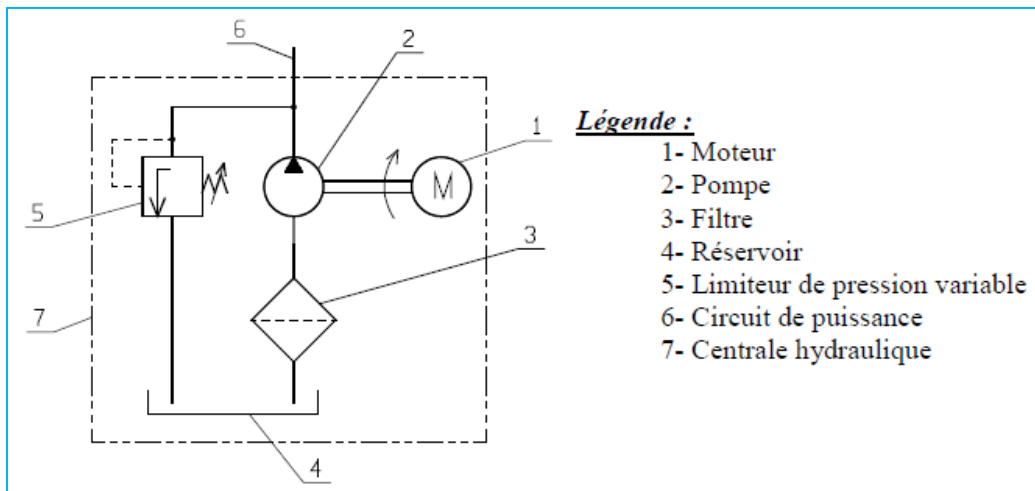 6
2
1
M
5
3
7
4
Légende :
1- Moteur
2- Pompe
3- Filtre
4- Réservoir
5- Limiteur de pression variable
6- Circuit de puissance
7- Centrale hydraulique